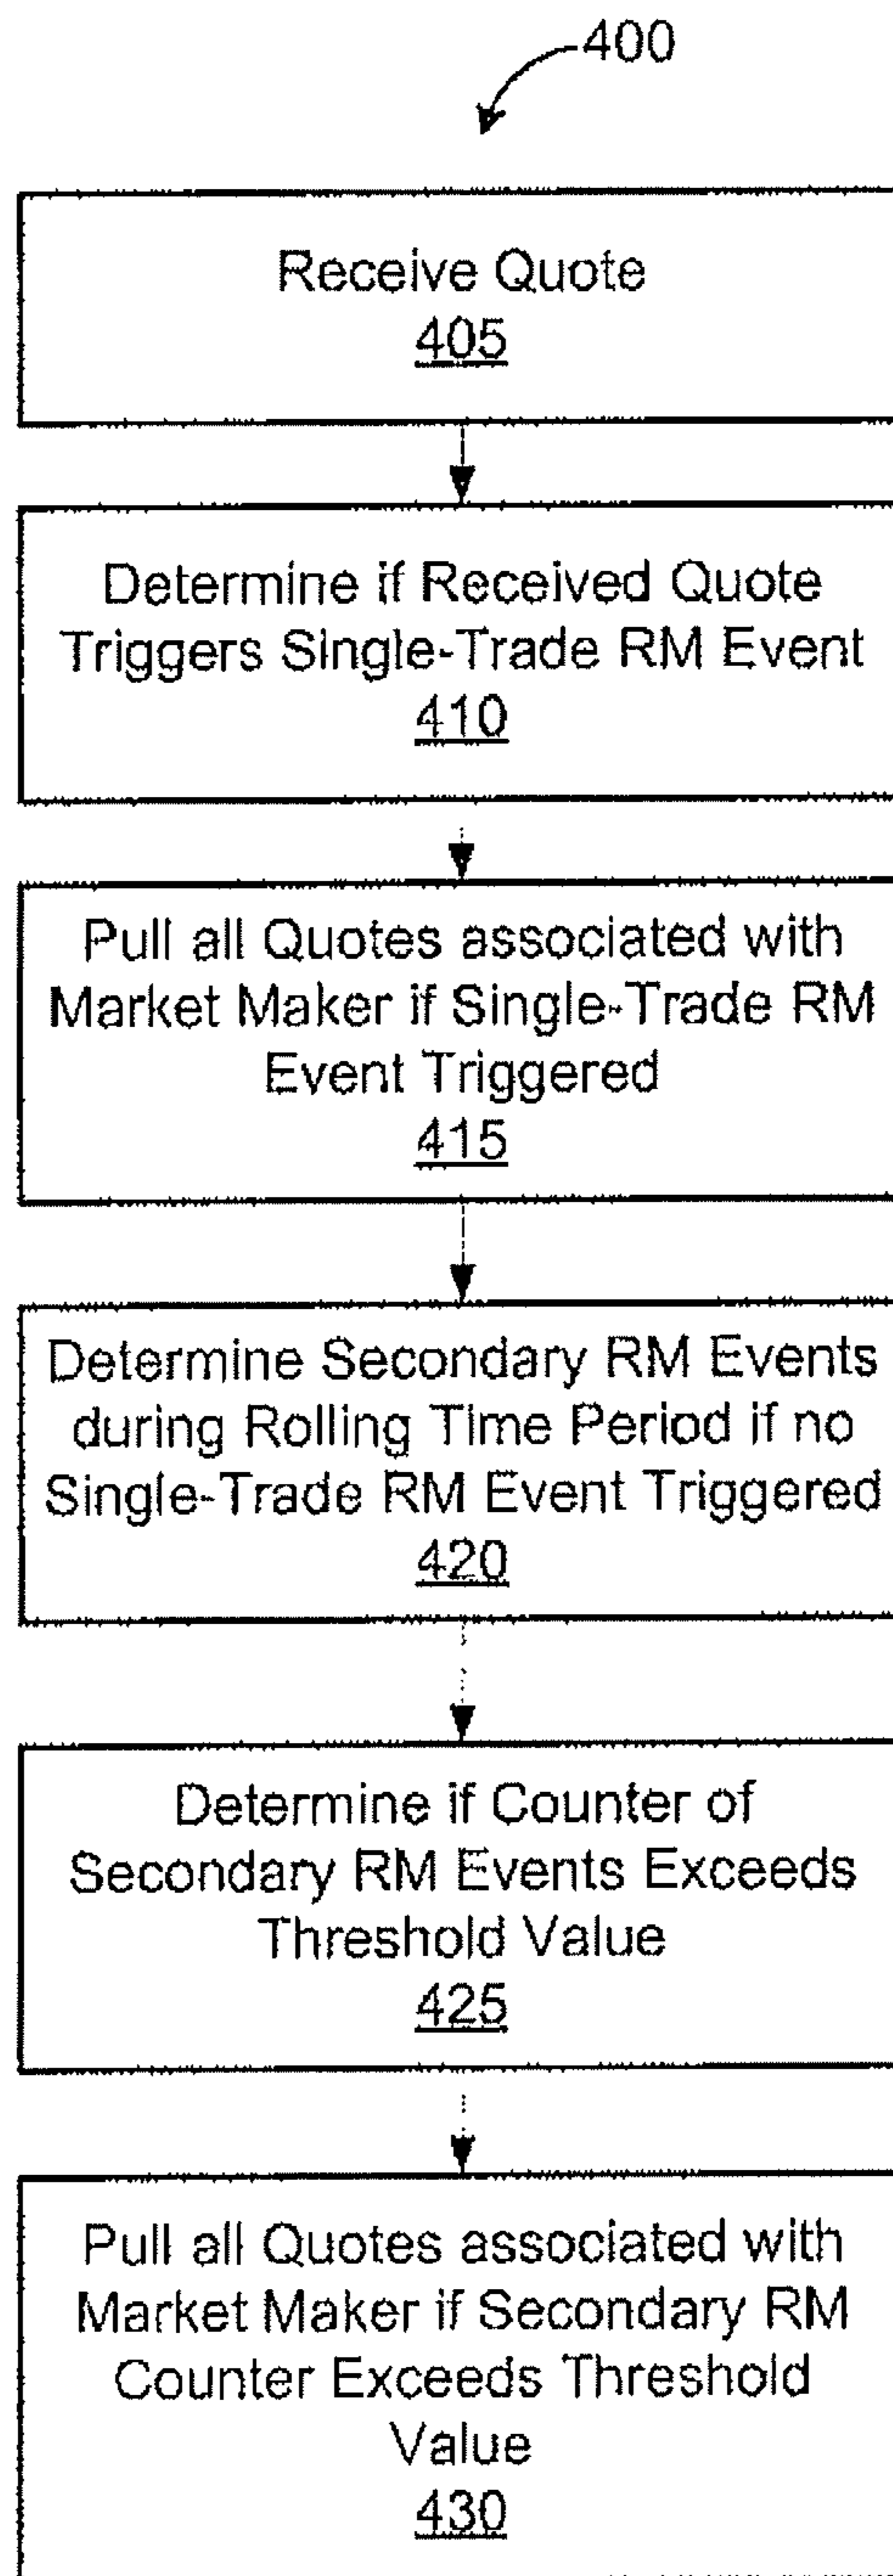 400
Receive Quote
405
Determine if Received Quote
Triggers Single-Trade RM Event
410
Pull all Quotes associated with
Market Maker if Single-Trade RM
Event Triggered
415
Determine Secondary RM Events
during Rolling Time Period if no
Single-Trade RM Event Triggered
420
Determine if Counter of
Secondary RM Events Exceeds
Threshold Value
425
Pull all Quotes associated with
Market Maker if Secondary RM
Counter Exceeds Threshold
Value
430